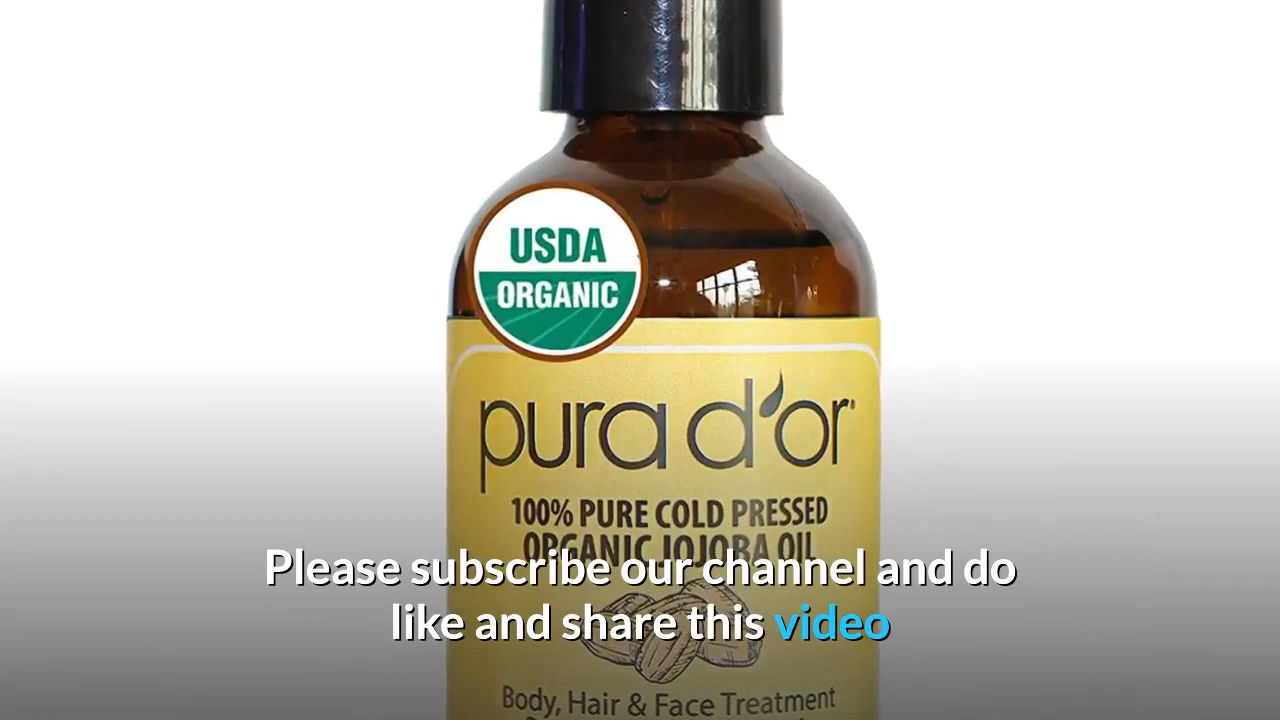 USDA
ORGANIC
pura d'or®
100% PURE COLD PRESSED
ORGANIC JOJOBA OIL
Please subscribe our channel and do
like and share this video
Body, Hair & Face Treatment